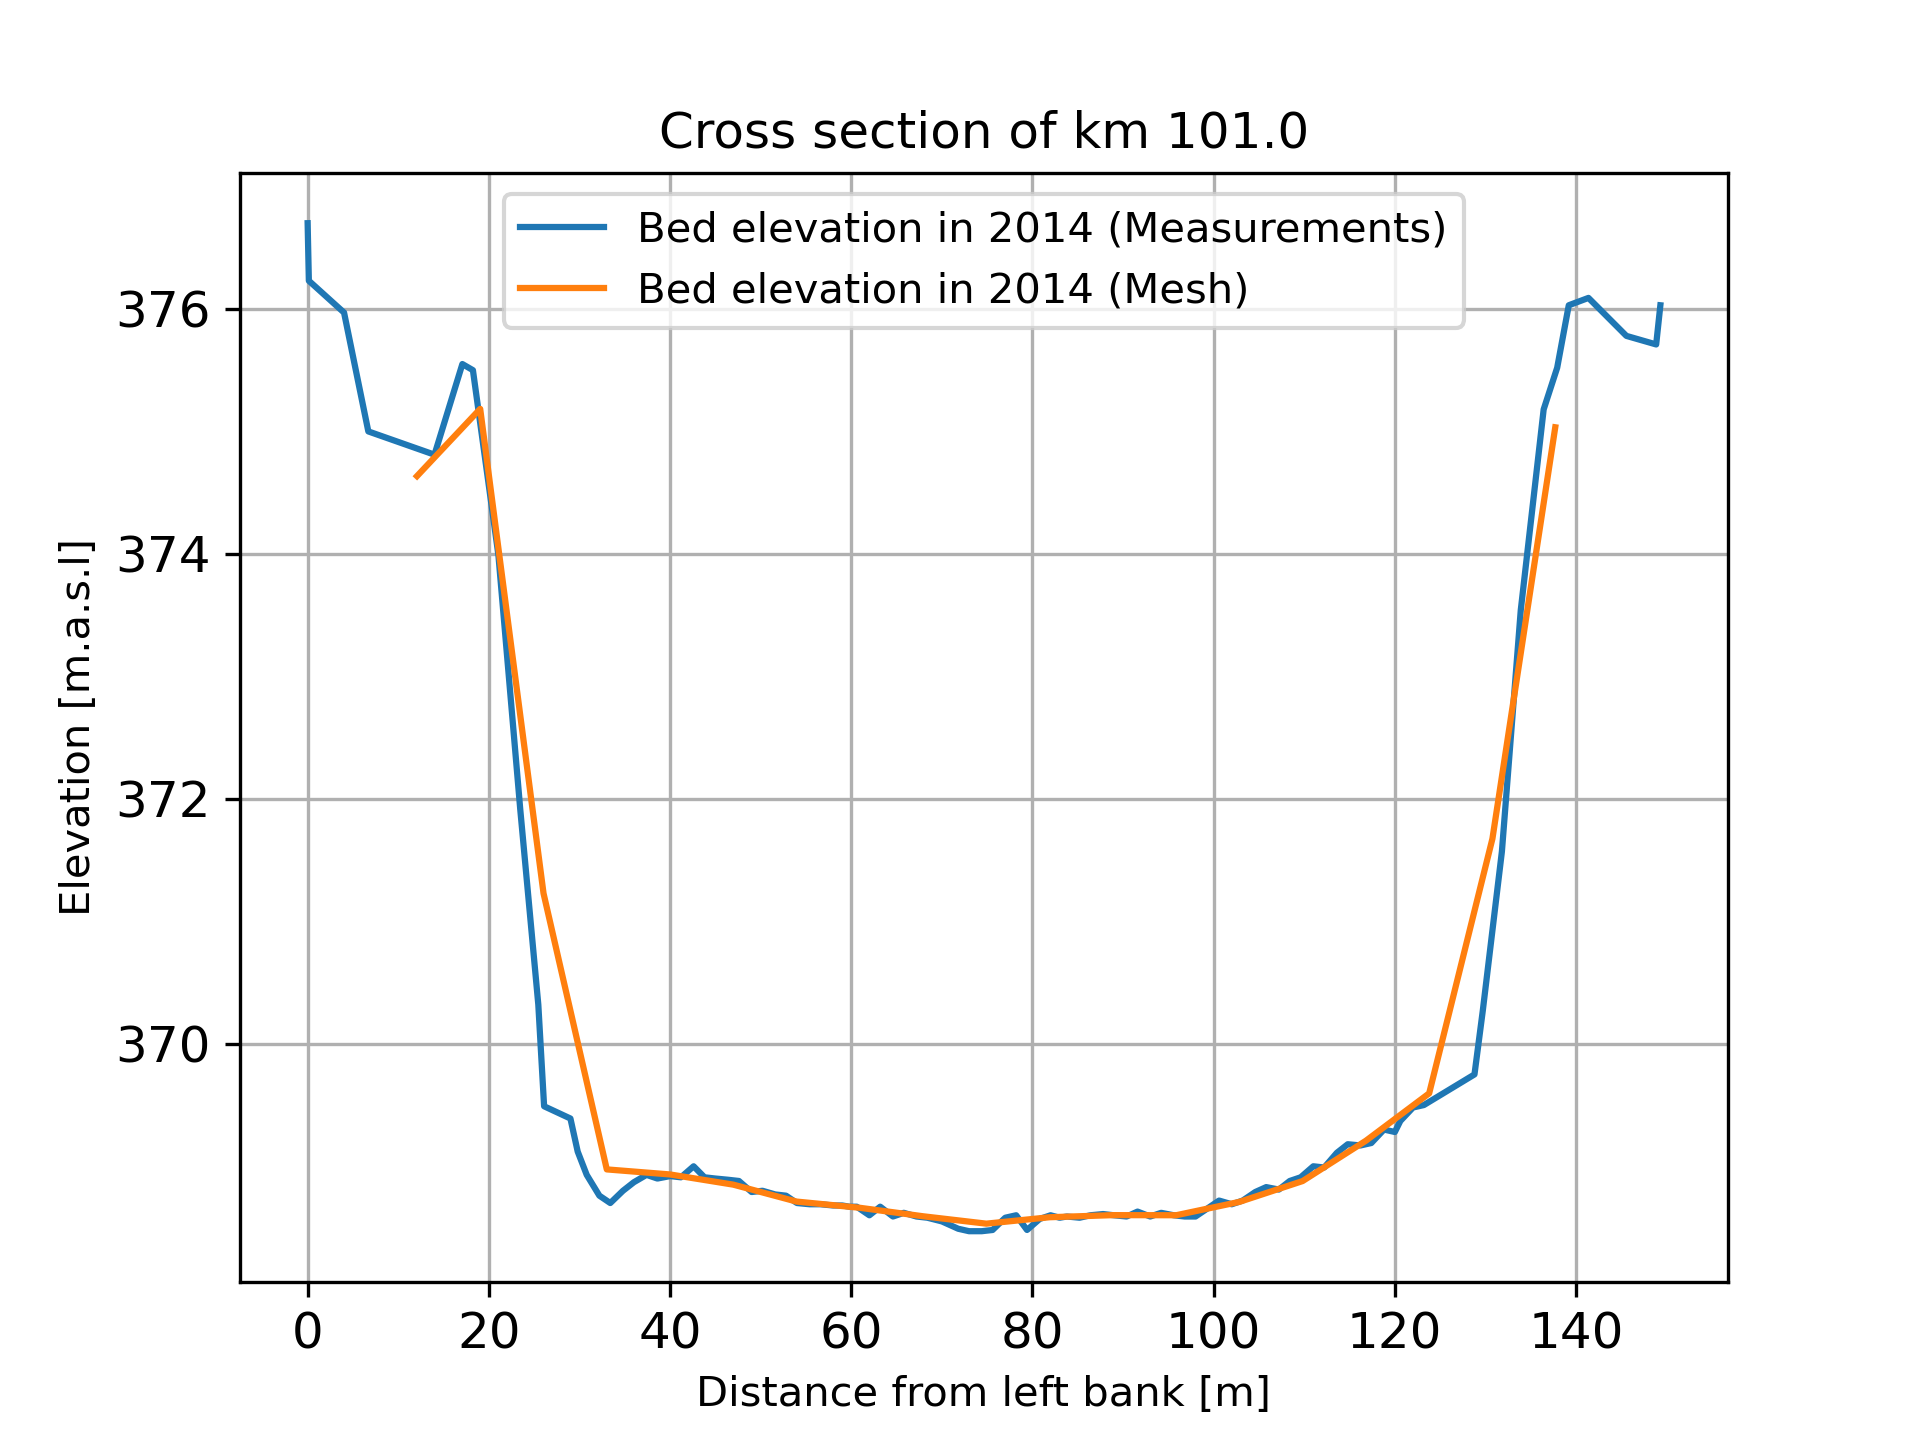 Cross section of km 101.0
Bed elevation in 2014 (Measurements)
Bed elevation in 2014 (Mesh)
376
374
372
370
Elevation [m.a.s.l]
0 20 40 60 80 100 120 140
Distance from left bank [m]